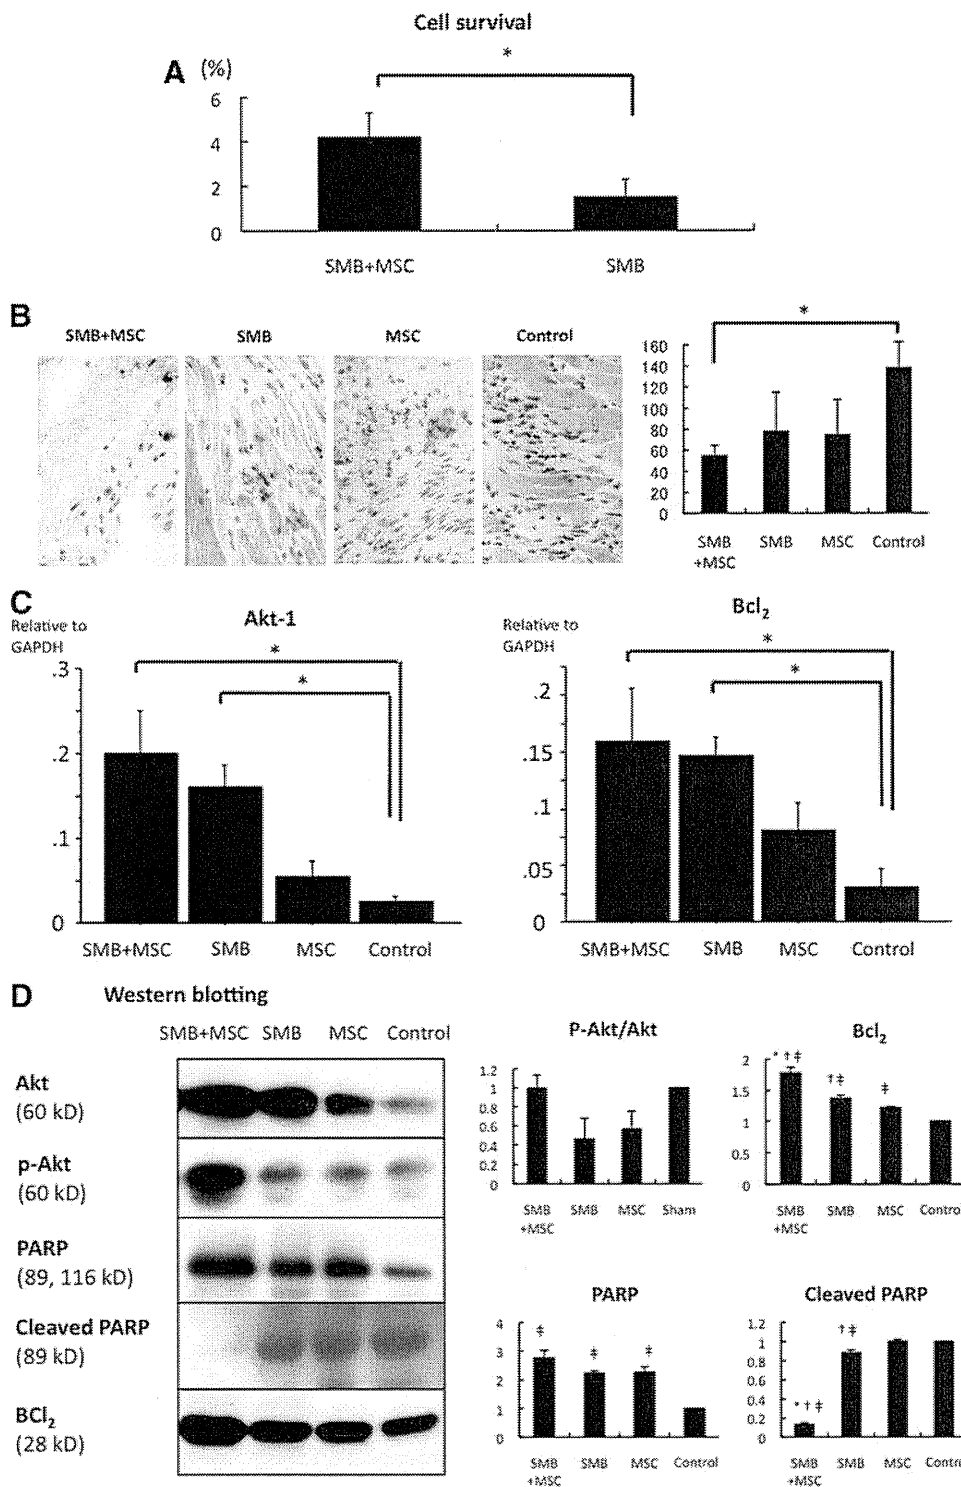 Cell survival
A (%)
*
6
4
2
0
SMB+MSC SMB
B
SMB+MSC SMB MSC Control
*
160
140
120
100
80
60
40
20
0
SMB +MSC SMB MSC Control
C
Akt-1
Relative to GAPDH
*
*
.3
.2
.1
0
SMB+MSC SMB MSC Control
Bcl2
Relative to GAPDH
*
*
.2
.15
.1
.05
0
SMB+MSC SMB MSC Control
D Western blotting
SMB+MSC SMB MSC Control
Akt
(60 kD)
p-Akt
(60 kD)
PARP
(89, 116 kD)
Cleaved PARP
(89 kD)
BCl2
(28 kD)
P-Akt/Akt
1.2
1
0.8
0.6
0.4
0.2
0
SMB +MSC SMB MSC Sham
Bcl2
* † ‡
† ‡
‡
2
1.5
1
0.5
0
SMB +MSC SMB MSC Control
PARP
‡ ‡ ‡
4
3
2
1
0
SMB +MSC SMB MSC Control
Cleaved PARP
† ‡
* † ‡
1.2
1
0.8
0.6
0.4
0.2
0
SMB +MSC SMB MSC Control